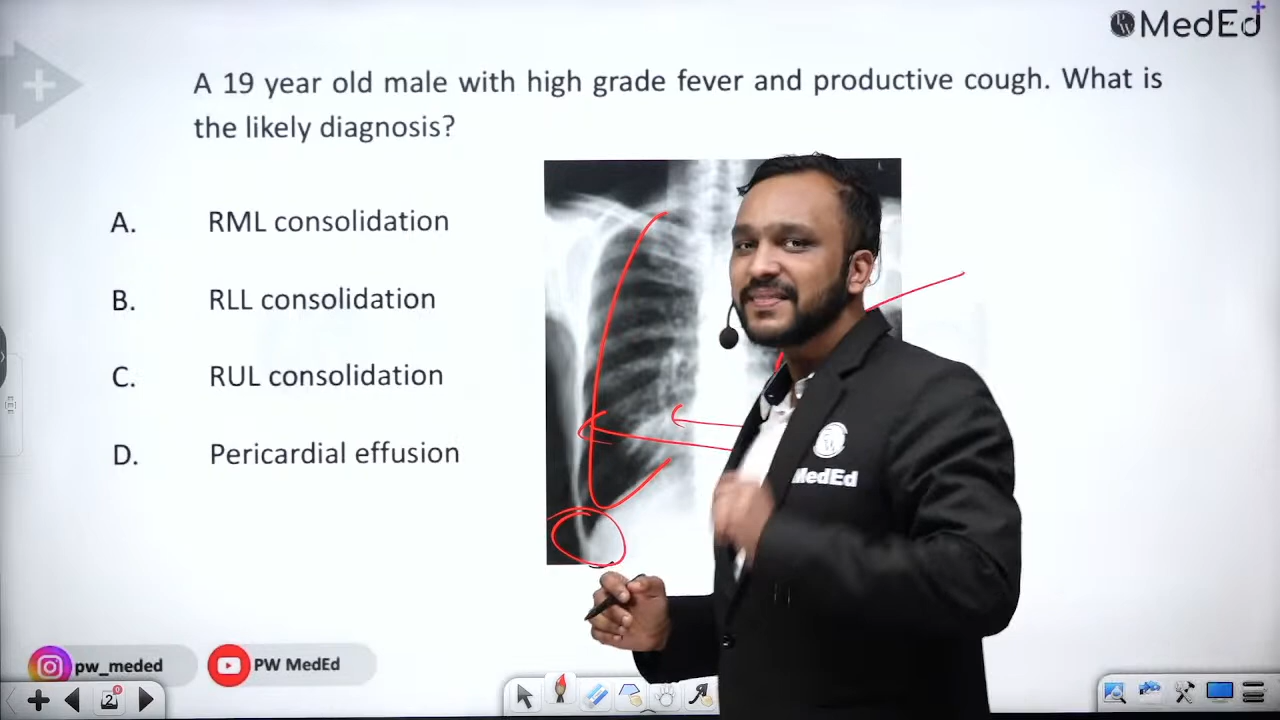 MedEd
A 19 year old male with high grade fever and productive cough. What is
the likely diagnosis?
A. RML consolidation
B. RLL consolidation
C. RUL consolidation
D. Pericardial effusion
MedEd
pw_meded
PW MedEd
2